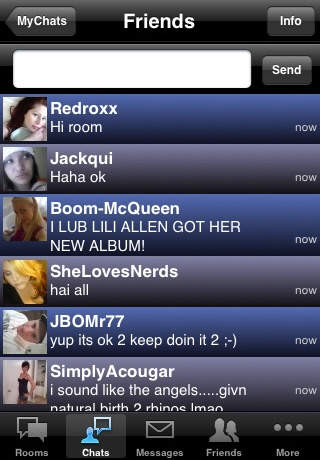 MyChats
Friends
Info
Send
Redroxx
Hi room
now
Jackqui
Haha ok
now
Boom-McQueen
I LUB LILI ALLEN GOT HER
NEW ALBUM!
now
SheLovesNerds
hai all
now
JBOMr77
yup its ok 2 keep doin it 2 ;-)
now
SimplyAcougar
i sound like the angels.....givn
now
natural birth 2 rhinos lmao
Rooms
Chats
Messages
Friends
More